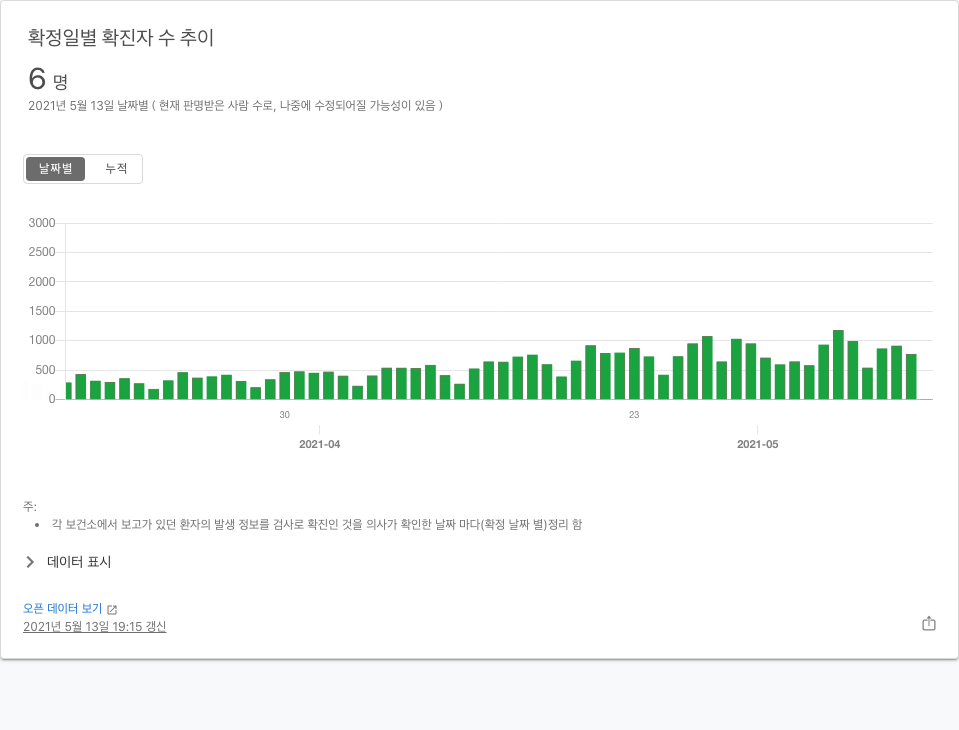 확정일별 확진자 수 추이
6 명
2021년 5월 13일 날짜별 ( 현재 판명받은 사람 수로, 나중에 수정되어질 가능성이 있음 )
날짜별 누적
3000
2500
2000
1500
1000
500
0
30 23
2021-04 2021-05
주:
• 각 보건소에서 보고가 있던 환자의 발생 정보를 검사로 확진인 것을 의사가 확인한 날짜 마다(확정 날짜 별)정리 함
데이터 표시
오픈 데이터 보기
2021년 5월 13일 19:15 갱신